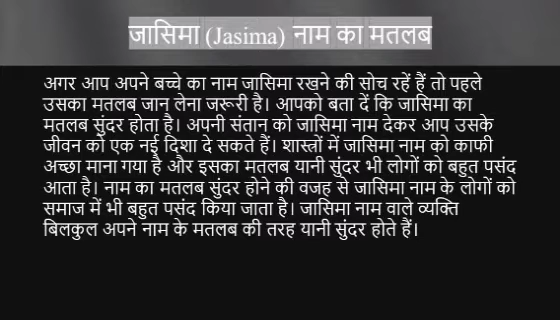 जासिमा (Jasima) नाम का मतलब
अगर आप अपने बच्चे का नाम जासिमा रखने की सोच रहें हैं तो पहले
उसका मतलब जान लेना जरूरी है। आपको बता दें कि जासिमा का
मतलब सुंदर होता है। अपनी संतान को जासिमा नाम देकर आप उसके
जीवन को एक नई दिशा दे सकते हैं। शास्त्रों में जासिमा नाम को काफी
अच्छा माना गया है और इसका मतलब यानी सुंदर भी लोगों को बहुत पसंद
आता है। नाम का मतलब सुंदर होने की वजह से जासिमा नाम के लोगों को
समाज में भी बहुत पसंद किया जाता है। जासिमा नाम वाले व्यक्ति
बिलकुल अपने नाम के मतलब की तरह यानी सुंदर होते हैं।